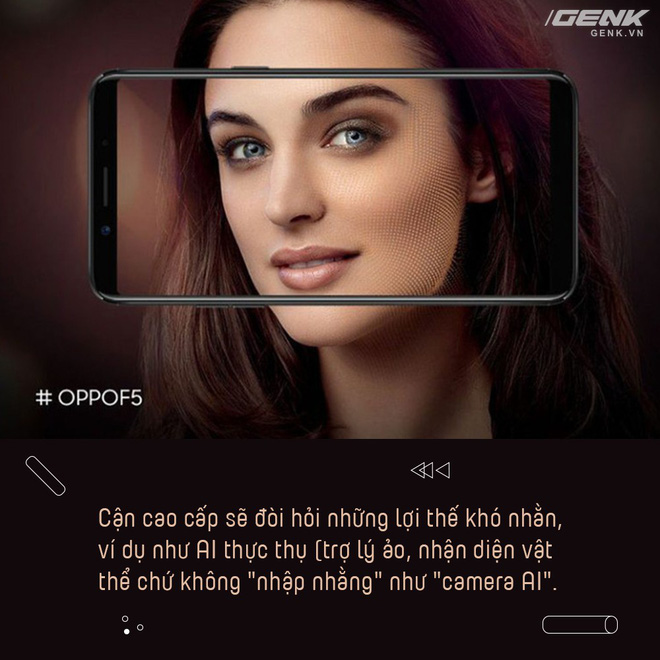 GENK
GENK.VN
# OPPOF5
Cận cao cấp sẽ đòi hỏi những lợi thế khó nhằn,
ví dụ như AI thực thụ (trợ lý ảo, nhận diện vật
thể chứ không "nhập nhằng" như "camera AI".